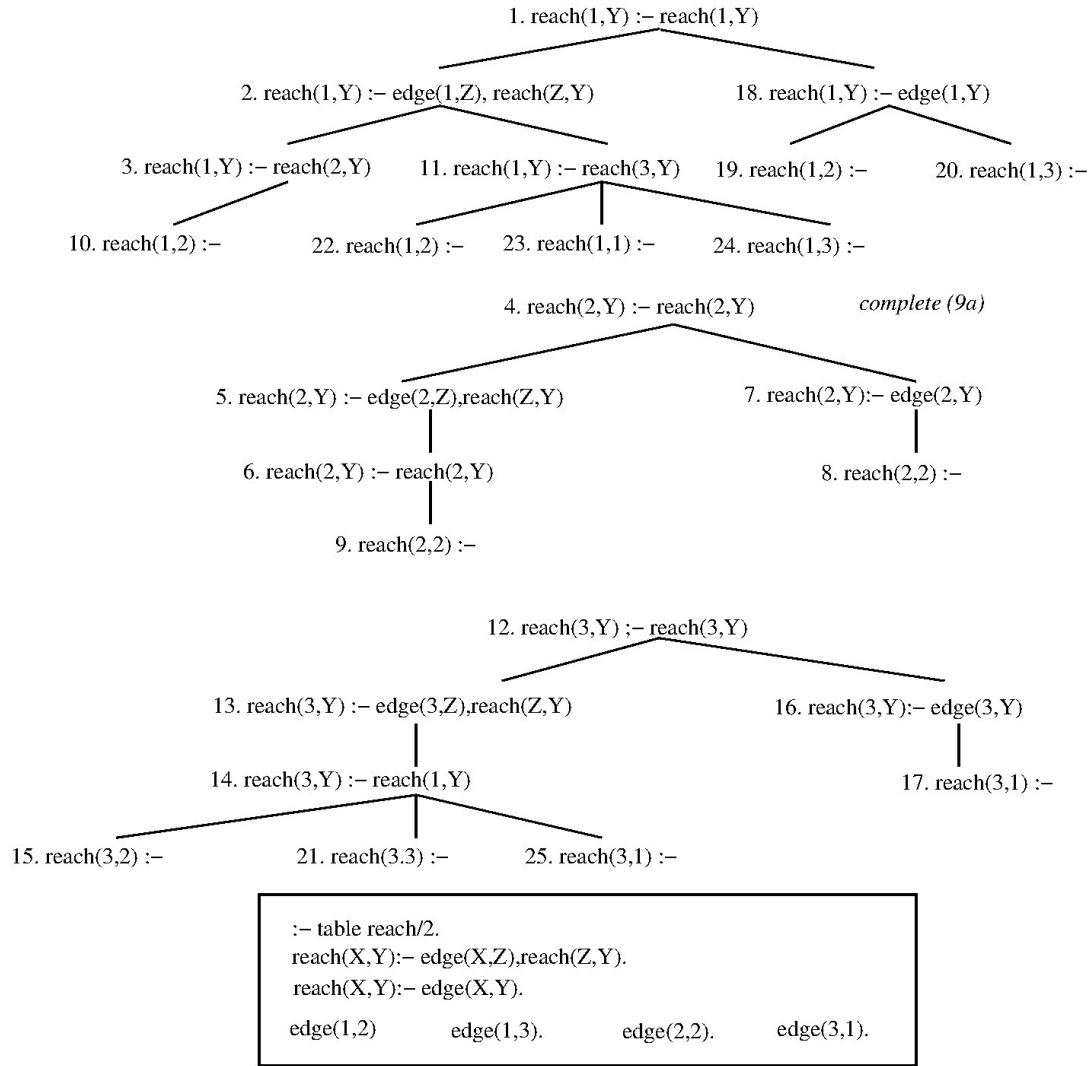 1. reach(1,Y) :− reach(1,Y)
2. reach(1,Y) :− edge(1,Z), reach(Z,Y)
18. reach(1,Y) :− edge(1,Y)
3. reach(1,Y) :− reach(2,Y)
11. reach(1,Y) :− reach(3,Y)
19. reach(1,2) :−
20. reach(1,3) :−
10. reach(1,2) :−
22. reach(1,2) :−
23. reach(1,1) :−
24. reach(1,3) :−
4. reach(2,Y) :− reach(2,Y)
complete (9a)
5. reach(2,Y) :− edge(2,Z),reach(Z,Y)
7. reach(2,Y):− edge(2,Y)
6. reach(2,Y) :− reach(2,Y)
8. reach(2,2) :−
9. reach(2,2) :−
12. reach(3,Y) ;− reach(3,Y)
13. reach(3,Y) :− edge(3,Z),reach(Z,Y)
16. reach(3,Y):− edge(3,Y)
14. reach(3,Y) :− reach(1,Y)
17. reach(3,1) :−
15. reach(3,2) :−
21. reach(3.3) :−
25. reach(3,1) :−
:− table reach/2.
reach(X,Y):− edge(X,Z),reach(Z,Y).
reach(X,Y):− edge(X,Y).
edge(1,2) edge(1,3). edge(2,2). edge(3,1).